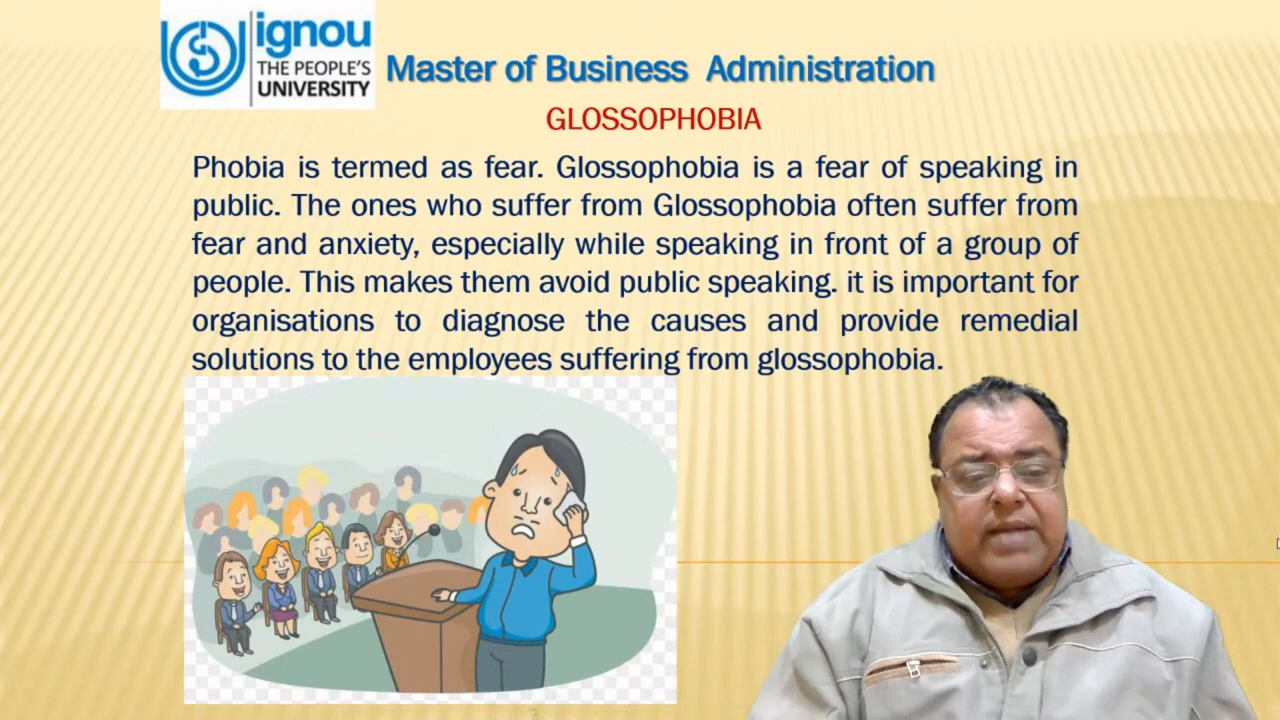 ignou
THE PEOPLE'S
UNIVERSITY
Master of Business Administration
GLOSSOPHOBIA
Phobia is termed as fear. Glossophobia is a fear of speaking in
public. The ones who suffer from Glossophobia often suffer from
fear and anxiety, especially while speaking in front of a group of
people. This makes them avoid public speaking. it is important for
organisations to diagnose the causes and provide remedial
solutions to the employees suffering from glossophobia.